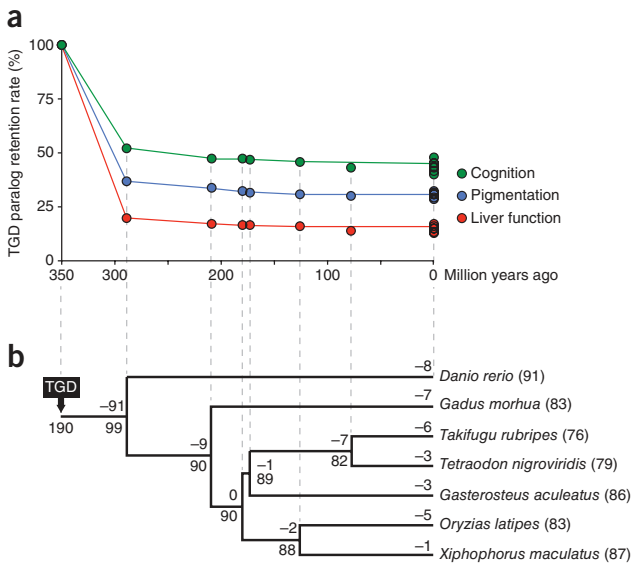 a
TGD paralog retention rate (%)
100
75
50
25
0
Cognition
Pigmentation
Liver function
350 300 200 100 0 Million years ago
b
TGD
190
–91
99
–8
Danio rerio (91)
–9
90
–7
Gadus morhua (83)
0
90
–1
89
–7
82
–6
Takifugu rubripes (76)
–3
Tetraodon nigroviridis (79)
–3
Gasterosteus aculeatus (86)
–2
88
–5
Oryzias latipes (83)
–1
Xiphophorus maculatus (87)